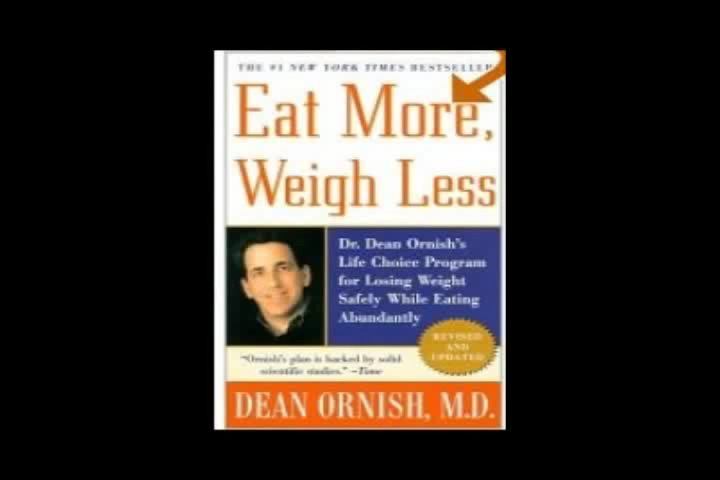 THE #1 NEW YORK TIMES BESTSELLER
Eat More,
Weigh Less
Dr. Dean Ornish's
Life Choice Program
for Losing Weight
Safely While Eating
Abundantly
REVISED
AND
UPDATED
"Ornish's plan is backed by solid
scientific studies." –Time
DEAN ORNISH, M.D.